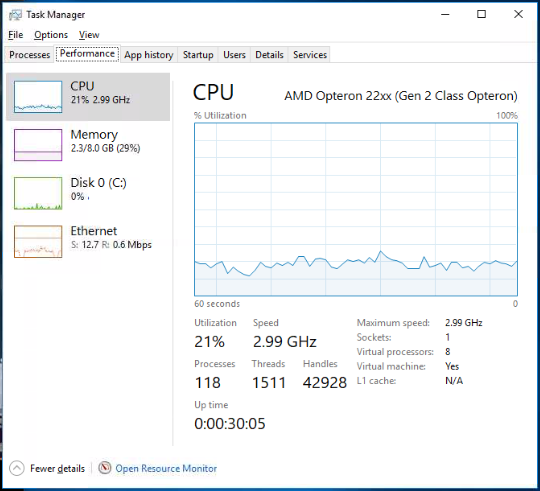 Task Manager
File Options View
Processes Performance App history Startup Users Details Services
CPU
21% 2.99 GHz
Memory
2.3/8.0 GB (29%)
Disk 0 (C:)
0%
Ethernet
S: 12.7 R: 0.6 Mbps
CPU AMD Opteron 22xx (Gen 2 Class Opteron)
% Utilization 100%
60 seconds 0
Utilization Speed
21% 2.99 GHz
Processes Threads Handles
118 1511 42928
Up time
0:00:30:05
Maximum speed: 2.99 GHz
Sockets: 1
Virtual processors: 8
Virtual machine: Yes
L1 cache: N/A
Fewer details Open Resource Monitor